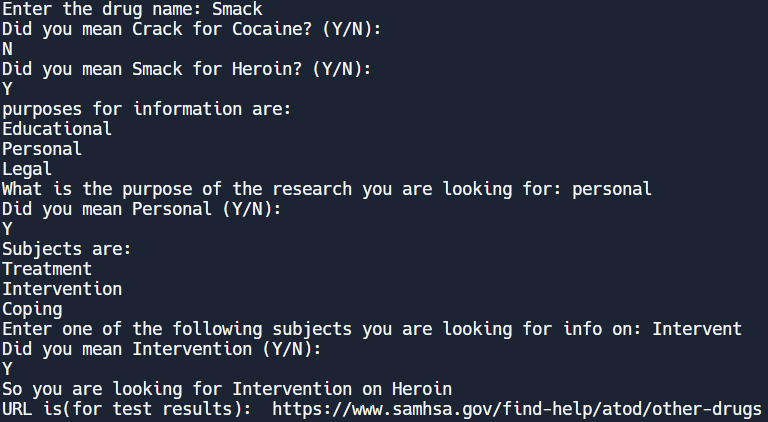 Enter the drug name: Smack
Did you mean Crack for Cocaine? (Y/N):
N
Did you mean Smack for Heroin? (Y/N):
Y
purposes for information are:
Educational
Personal
Legal
What is the purpose of the research you are looking for: personal
Did you mean Personal (Y/N):
Y
Subjects are:
Treatment
Intervention
Coping
Enter one of the following subjects you are looking for info on: Intervent
Did you mean Intervention (Y/N):
Y
So you are looking for Intervention on Heroin
URL is(for test results):  https://www.samhsa.gov/find-help/atod/other-drugs